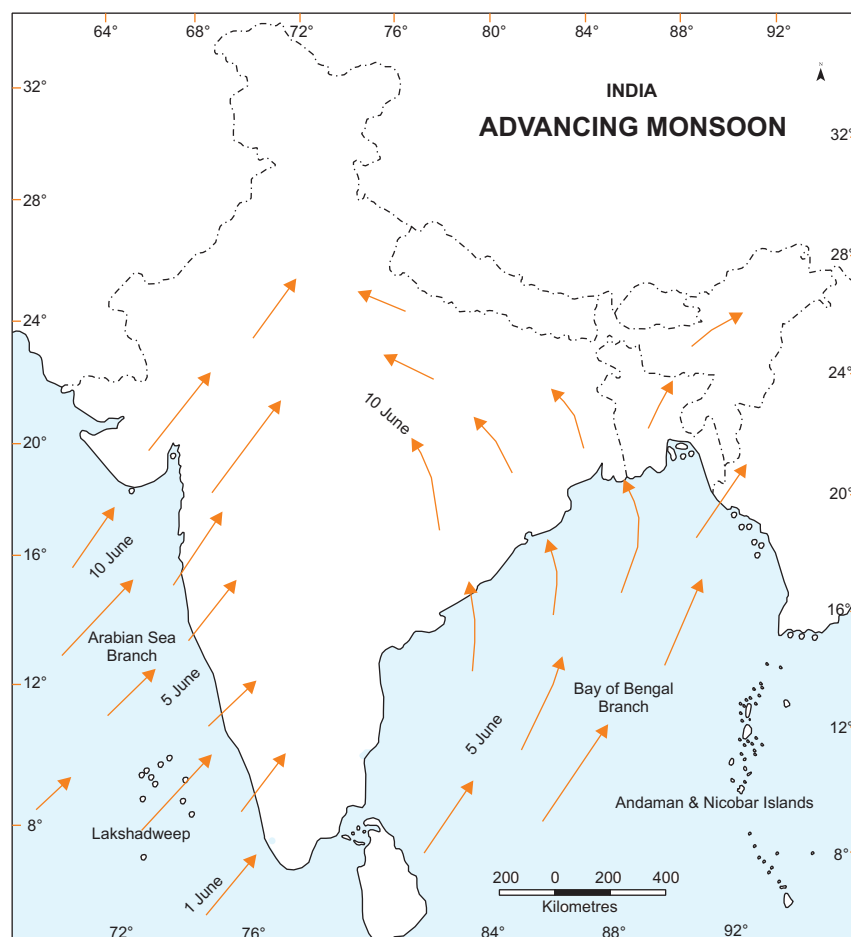 64° 68° 72° 76° 80° 84° 88° 92°
N
INDIA
ADVANCING MONSOON
32°
32°
28°
28°
24°
24°
20°
20°
16°
16°
12°
12°
8°
8°
10 June
10 June
Arabian Sea
Branch
5 June
5 June
Bay of Bengal
Branch
Lakshadweep
Andaman & Nicobar Islands
1 June
200 0 200 400
Kilometres
72° 76° 84° 88° 92°